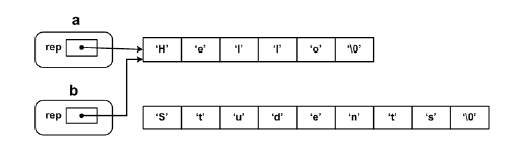 a
rep 'H' 'e' 'l' 'l' 'o' '\0'
b
rep 'S' 't' 'u' 'd' 'e' 'n' 't' 's' '\0'